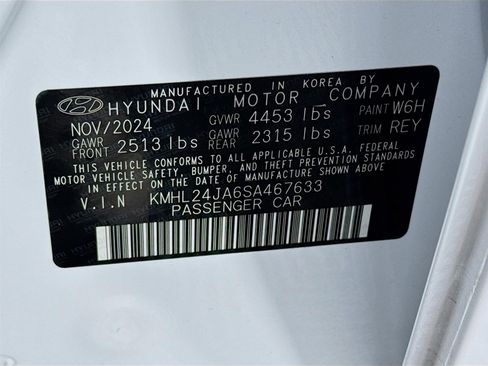 MANUFACTURED IN KOREA BY
HYUNDAI MOTOR COMPANY
NOV/2024 GVWR 4453 lbs PAINT W6H
GAWR FRONT 2513 lbs GAWR REAR 2315 lbs TRIM REY
THIS VEHICLE CONFORMS TO ALL APPLICABLE U.S. FEDERAL
MOTOR VEHICLE SAFETY, BUMPER, AND THEFT PREVENTION
STANDARDS IN EFFECT ON THE DATE OF MANUFACTURE SHOWN ABOVE.
V.I.N KMHL24JA6SA467633
PASSENGER CAR